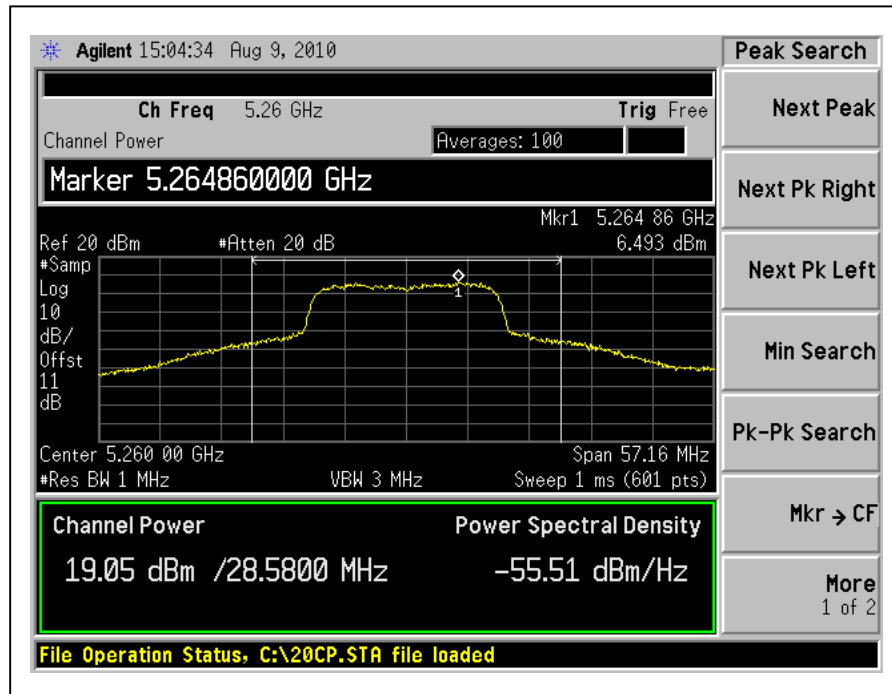 Agilent 15:04:34 Aug 9, 2010
Peak Search
Ch Freq 5.26 GHz Trig Free
Channel Power Averages: 100
Marker 5.264860000 GHz
Mkr1 5.264 86 GHz
Ref 20 dBm #Atten 20 dB 6.493 dBm
#Samp
Log
10
dB/
Offst
11
dB
1
Center 5.260 00 GHz Span 57.16 MHz
#Res BW 1 MHz VBW 3 MHz Sweep 1 ms (601 pts)
Channel Power Power Spectral Density
19.05 dBm /28.5800 MHz -55.51 dBm/Hz
File Operation Status, C:\20CP.STA file loaded
Next Peak
Next Pk Right
Next Pk Left
Min Search
Pk-Pk Search
Mkr → CF
More
1 of 2